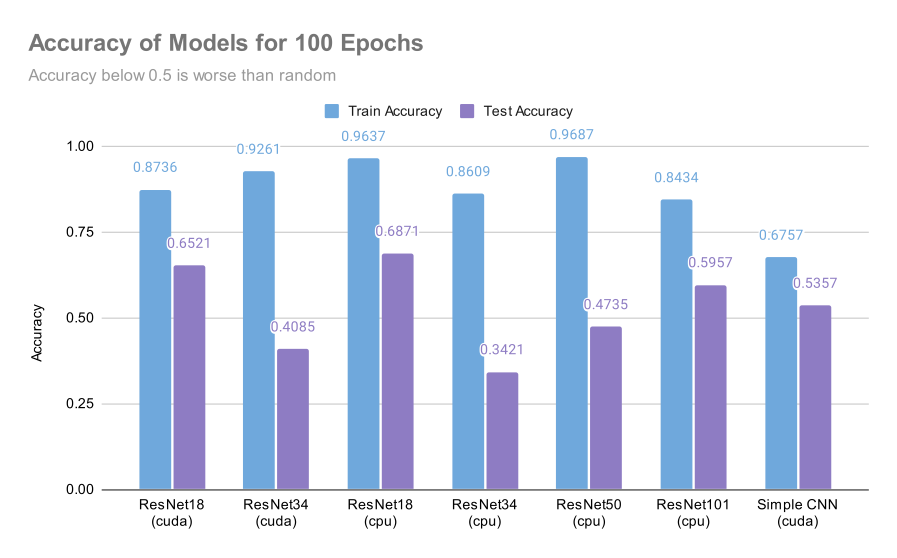 Accuracy of Models for 100 Epochs
Accuracy below 0.5 is worse than random
Train Accuracy
Test Accuracy
1.00
0.75
0.50
0.25
0.00
Accuracy
0.8736
0.6521
0.9261
0.4085
0.9637
0.6871
0.8609
0.3421
0.9687
0.4735
0.8434
0.5957
0.6757
0.5357
ResNet18
(cuda)
ResNet34
(cuda)
ResNet18
(cpu)
ResNet34
(cpu)
ResNet50
(cpu)
ResNet101
(cpu)
Simple CNN
(cuda)